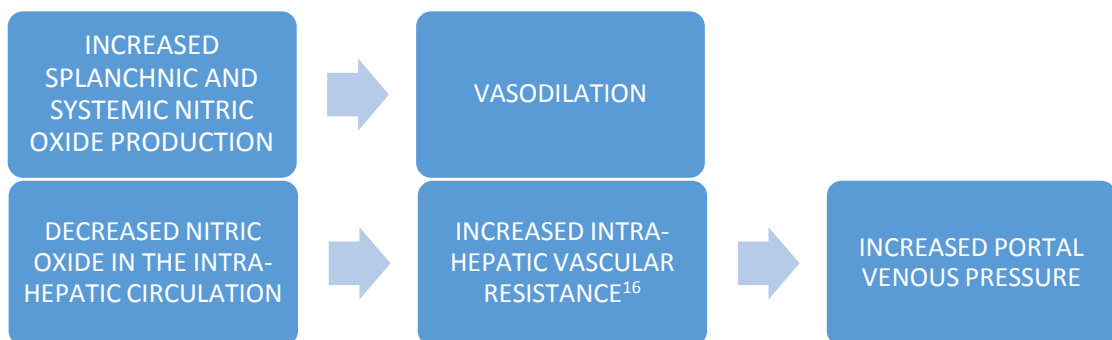 INCREASED
SPLANCHNIC AND
SYSTEMIC NITRIC
OXIDE PRODUCTION
VASODILATION
DECREASED NITRIC
OXIDE IN THE INTRA-
HEPATIC CIRCULATION
INCREASED INTRA-
HEPATIC VASCULAR
RESISTANCE¹⁶
INCREASED PORTAL
VENOUS PRESSURE